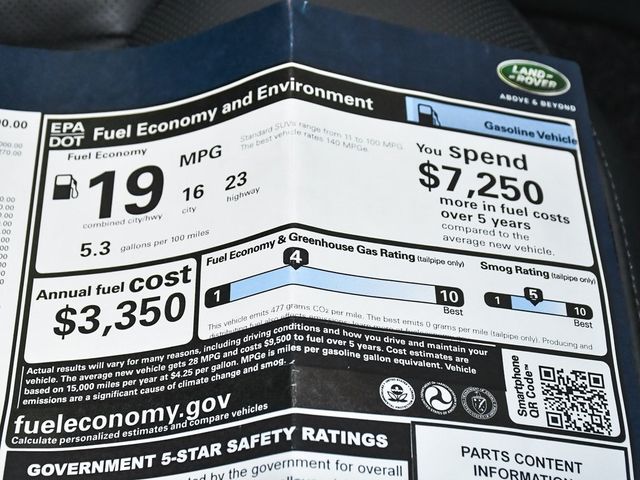 LAND-
ROVER
ABOVE & BEYOND
EPA
DOT
Fuel Economy and Environment
Gasoline Vehicle
Fuel Economy
19
MPG
16
city
23
highway
combined city/hwy
5.3 gallons per 100 miles
Standard SUVs range from 11 to 100 MPG
The best vehicle rates 140 MPGe.
You Spend
$7,250
more in fuel costs
over 5 years
compared to the
average new vehicle.
Annual fuel cost
$3,350
Fuel Economy & Greenhouse Gas Rating (tailpipe only)
4
1
10
Best
Smog Rating (tailpipe only)
5
1
10
Best
This vehicle emits 477 grams CO₂ per mile. The best emits 0 grams per mile (tailpipe only). Producing and
Actual results will vary for many reasons, including driving conditions and how you drive and maintain your
vehicle. The average new vehicle gets 28 MPG and costs $9,500 to fuel over 5 years. Cost estimates are
based on 15,000 miles per year at $4.25 per gallon. MPGe is miles per gasoline gallon equivalent. Vehicle
emissions are a significant cause of climate change and smog.
fueleconomy.gov
Calculate personalized estimates and compare vehicles
Smartphone
QR Code™
GOVERNMENT 5-STAR SAFETY RATINGS
by the government for overall
PARTS CONTENT
INFORMATION